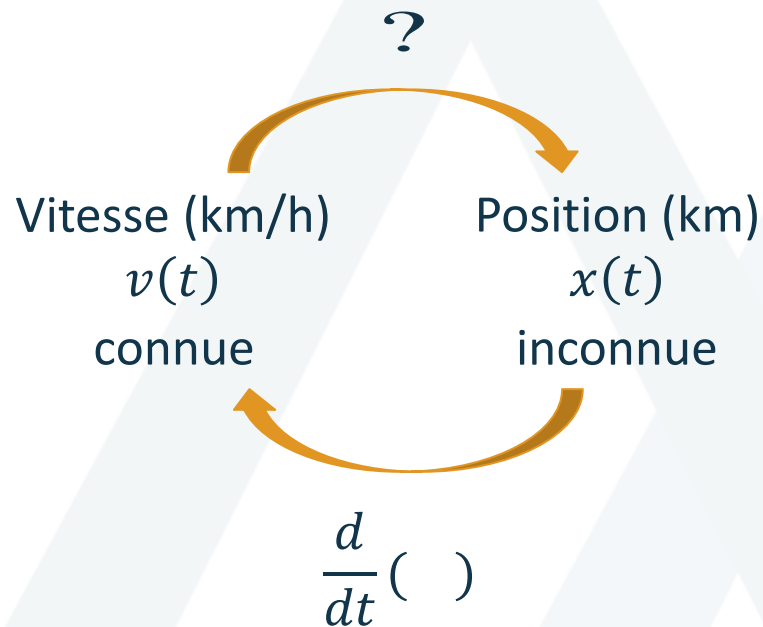 ?
Vitesse (km/h)
v(t)
connue
Position (km)
x(t)
inconnue
d/dt ( )